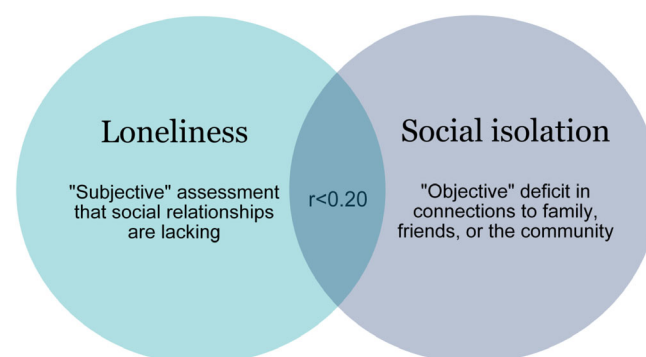 Loneliness
"Subjective" assessment
that social relationships
are lacking
r<0.20
Social isolation
"Objective" deficit in
connections to family,
friends, or the community